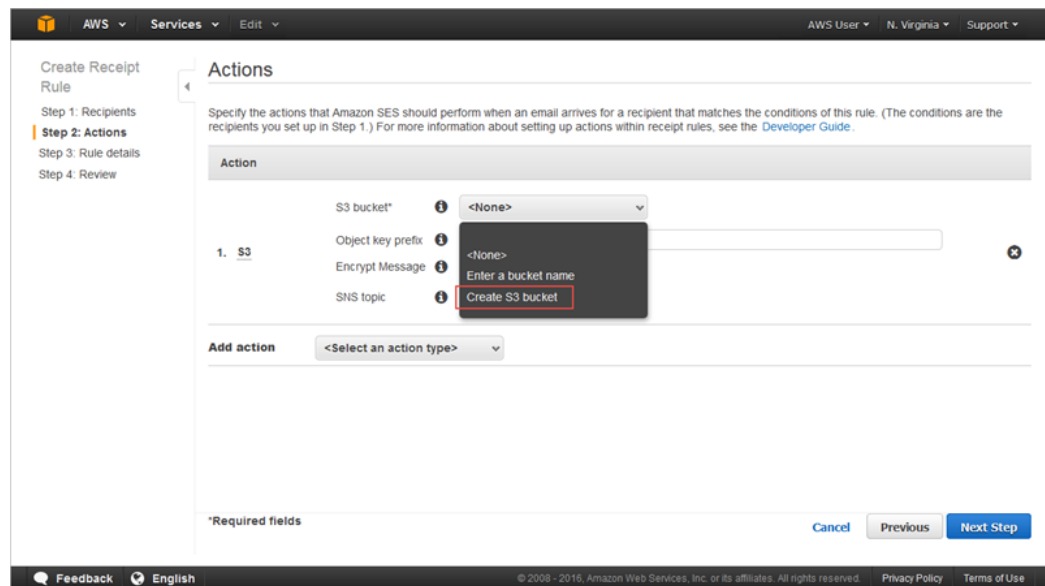 AWS Services Edit AWS User N. Virginia Support
Create Receipt
Rule
Step 1: Recipients
Step 2: Actions
Step 3: Rule details
Step 4: Review
Actions
Specify the actions that Amazon SES should perform when an email arrives for a recipient that matches the conditions of this rule. (The conditions are the
recipients you set up in Step 1.) For more information about setting up actions within receipt rules, see the Developer Guide.
Action
S3 bucket* <None>
1. S3
Object key prefix
Encrypt Message
SNS topic
<None>
Enter a bucket name
Create S3 bucket
Add action <Select an action type>
*Required fields
Cancel Previous Next Step
Feedback English © 2008 - 2016, Amazon Web Services, Inc. or its affiliates. All rights reserved. Privacy Policy Terms of Use